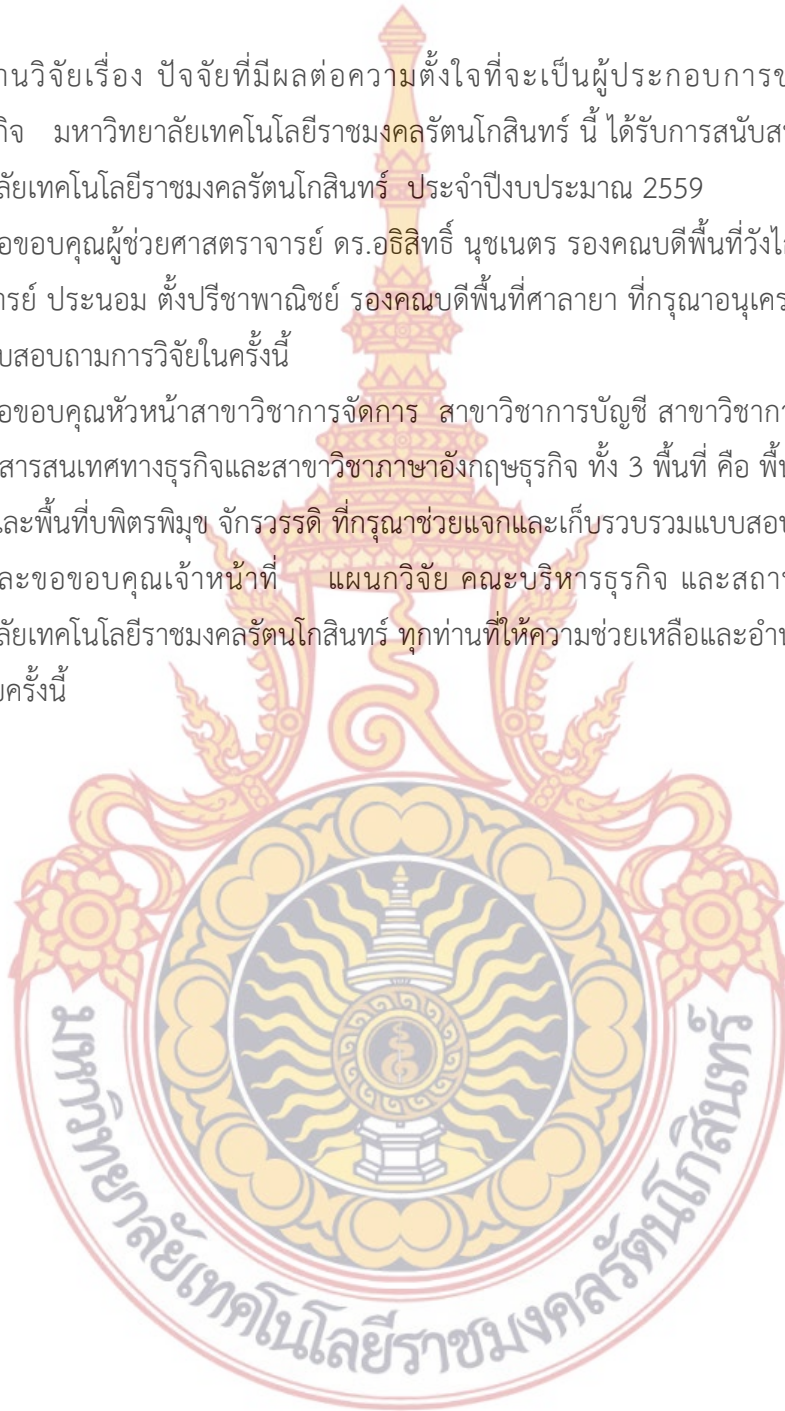 านวิจัยเรื่อง ปัจจัยที่มีผลต่อความตั้งใจที่จะเป็นผู้ประกอบการข
กิจ มหาวิทยาลัยเทคโนโลยีราชมงคลรัตนโกสินทร์ นี้ ได้รับการสนับส
ลัยเทคโนโลยีราชมงคลรัตนโกสินทร์ ประจำปีงบประมาณ 2559
อขอบคุณผู้ช่วยศาสตราจารย์ ดร.อธิสิทธิ์ นุชเนตร รองคณบดีพื้นที่วังไก
ารย์ ประนอม ตั้งปรีชาพาณิชย์ รองคณบดีพื้นที่ศาลายา ที่กรุณาอนุเคร
บสอบถามการวิจัยในครั้งนี้
อขอบคุณหัวหน้าสาขาวิชาการจัดการ สาขาวิชาการบัญชี สาขาวิชากา
สารสนเทศทางธุรกิจและสาขาวิชาภาษาอังกฤษธุรกิจ ทั้ง 3 พื้นที่ คือ พื้น
และพื้นที่บพิตรพิมุข จักรวรรดิ ที่กรุณาช่วยแจกและเก็บรวบรวมแบบสอบ
ละขอขอบคุณเจ้าหน้าที่ แผนกวิจัย คณะบริหารธุรกิจ และสถา
ลัยเทคโนโลยีราชมงคลรัตนโกสินทร์ ทุกท่านที่ให้ความช่วยเหลือและอำน
ยครั้งนี้
มหาวิทยาลัยเทคโนโลยีราชมงคลรัตนโกสินทร์